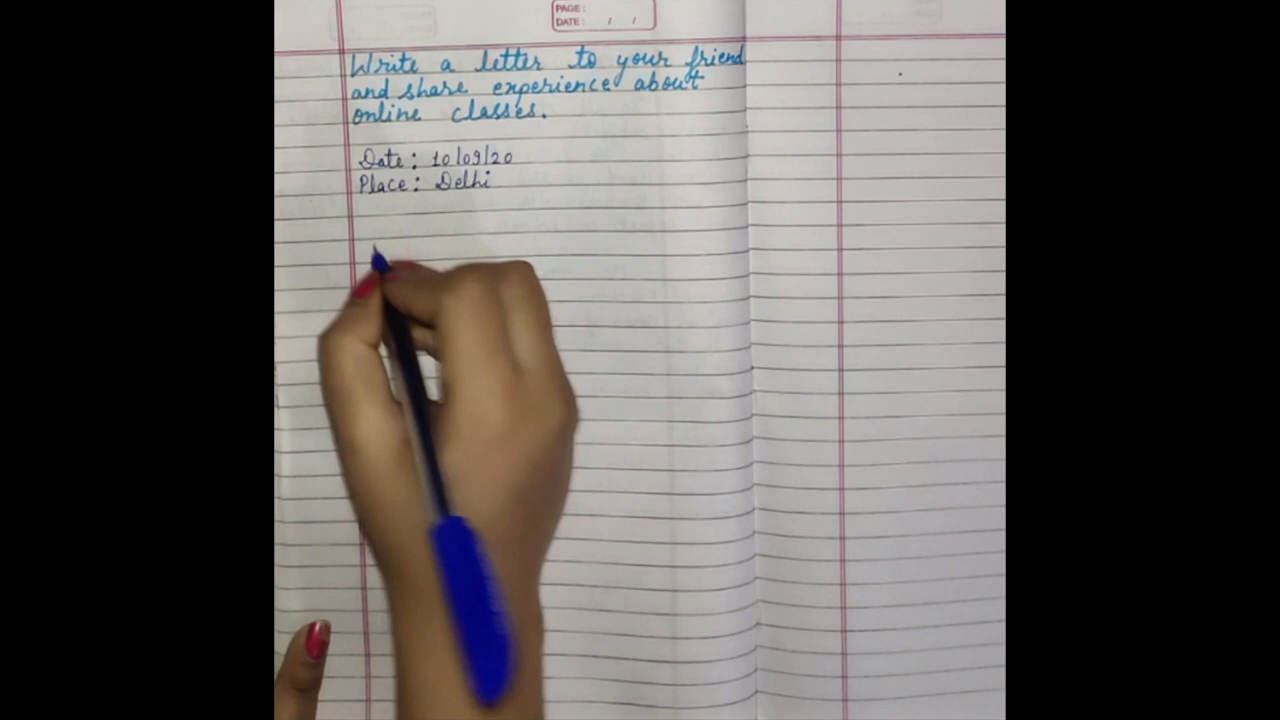 PAGE:
DATE: / /
Write a letter to your friend
and share experience about
online classes.
Date: 10/09/20
Place: Delhi